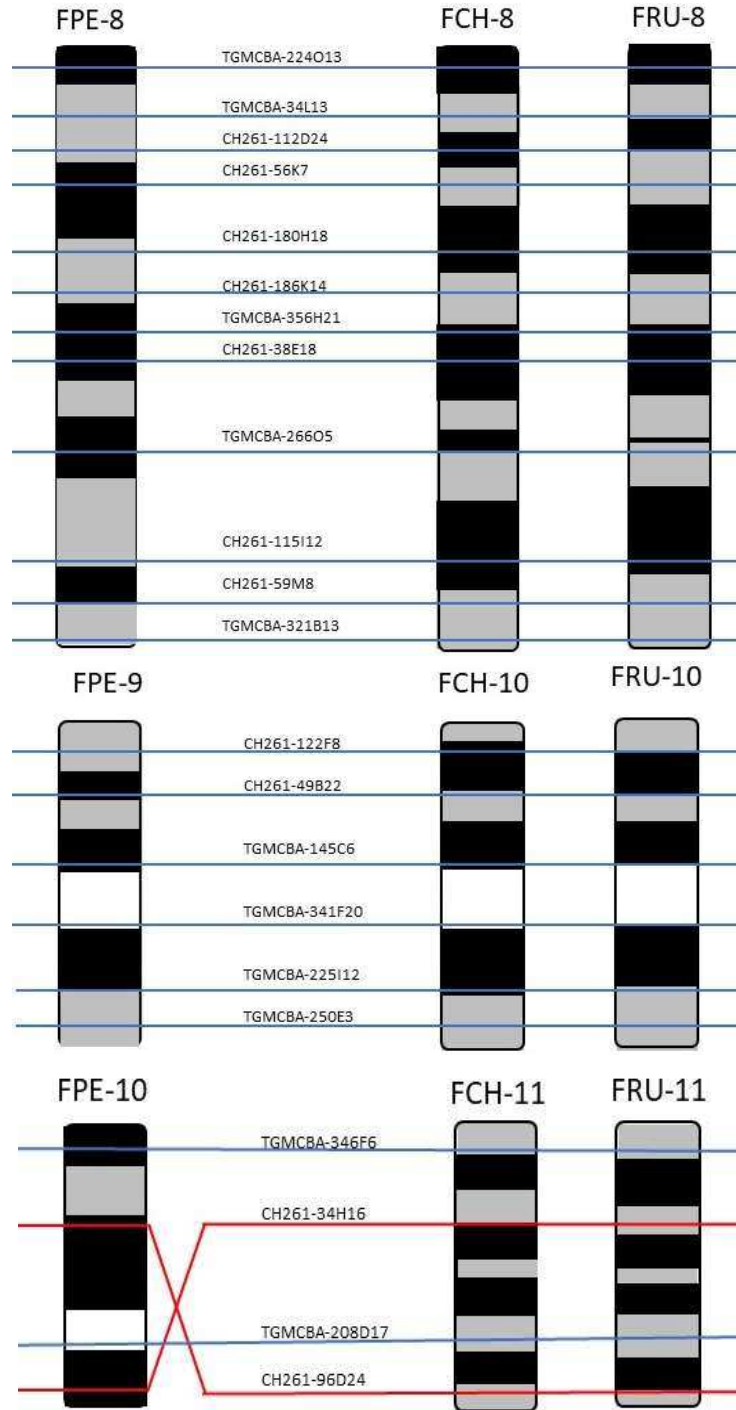 FPE-8 FCH-8 FRU-8
TGMCBA-224O13
TGMCBA-34L13
CH261-112D24
CH261-56K7
CH261-180H18
CH261-186K14
TGMCBA-356H21
CH261-38E18
TGMCBA-266O5
CH261-115I12
CH261-59M8
TGMCBA-321B13
FPE-9 FCH-10 FRU-10
CH261-122F8
CH261-49B22
TGMCBA-145C6
TGMCBA-341F20
TGMCBA-225I12
TGMCBA-250E3
FPE-10 FCH-11 FRU-11
TGMCBA-346F6
CH261-34H16
TGMCBA-208D17
CH261-96D24